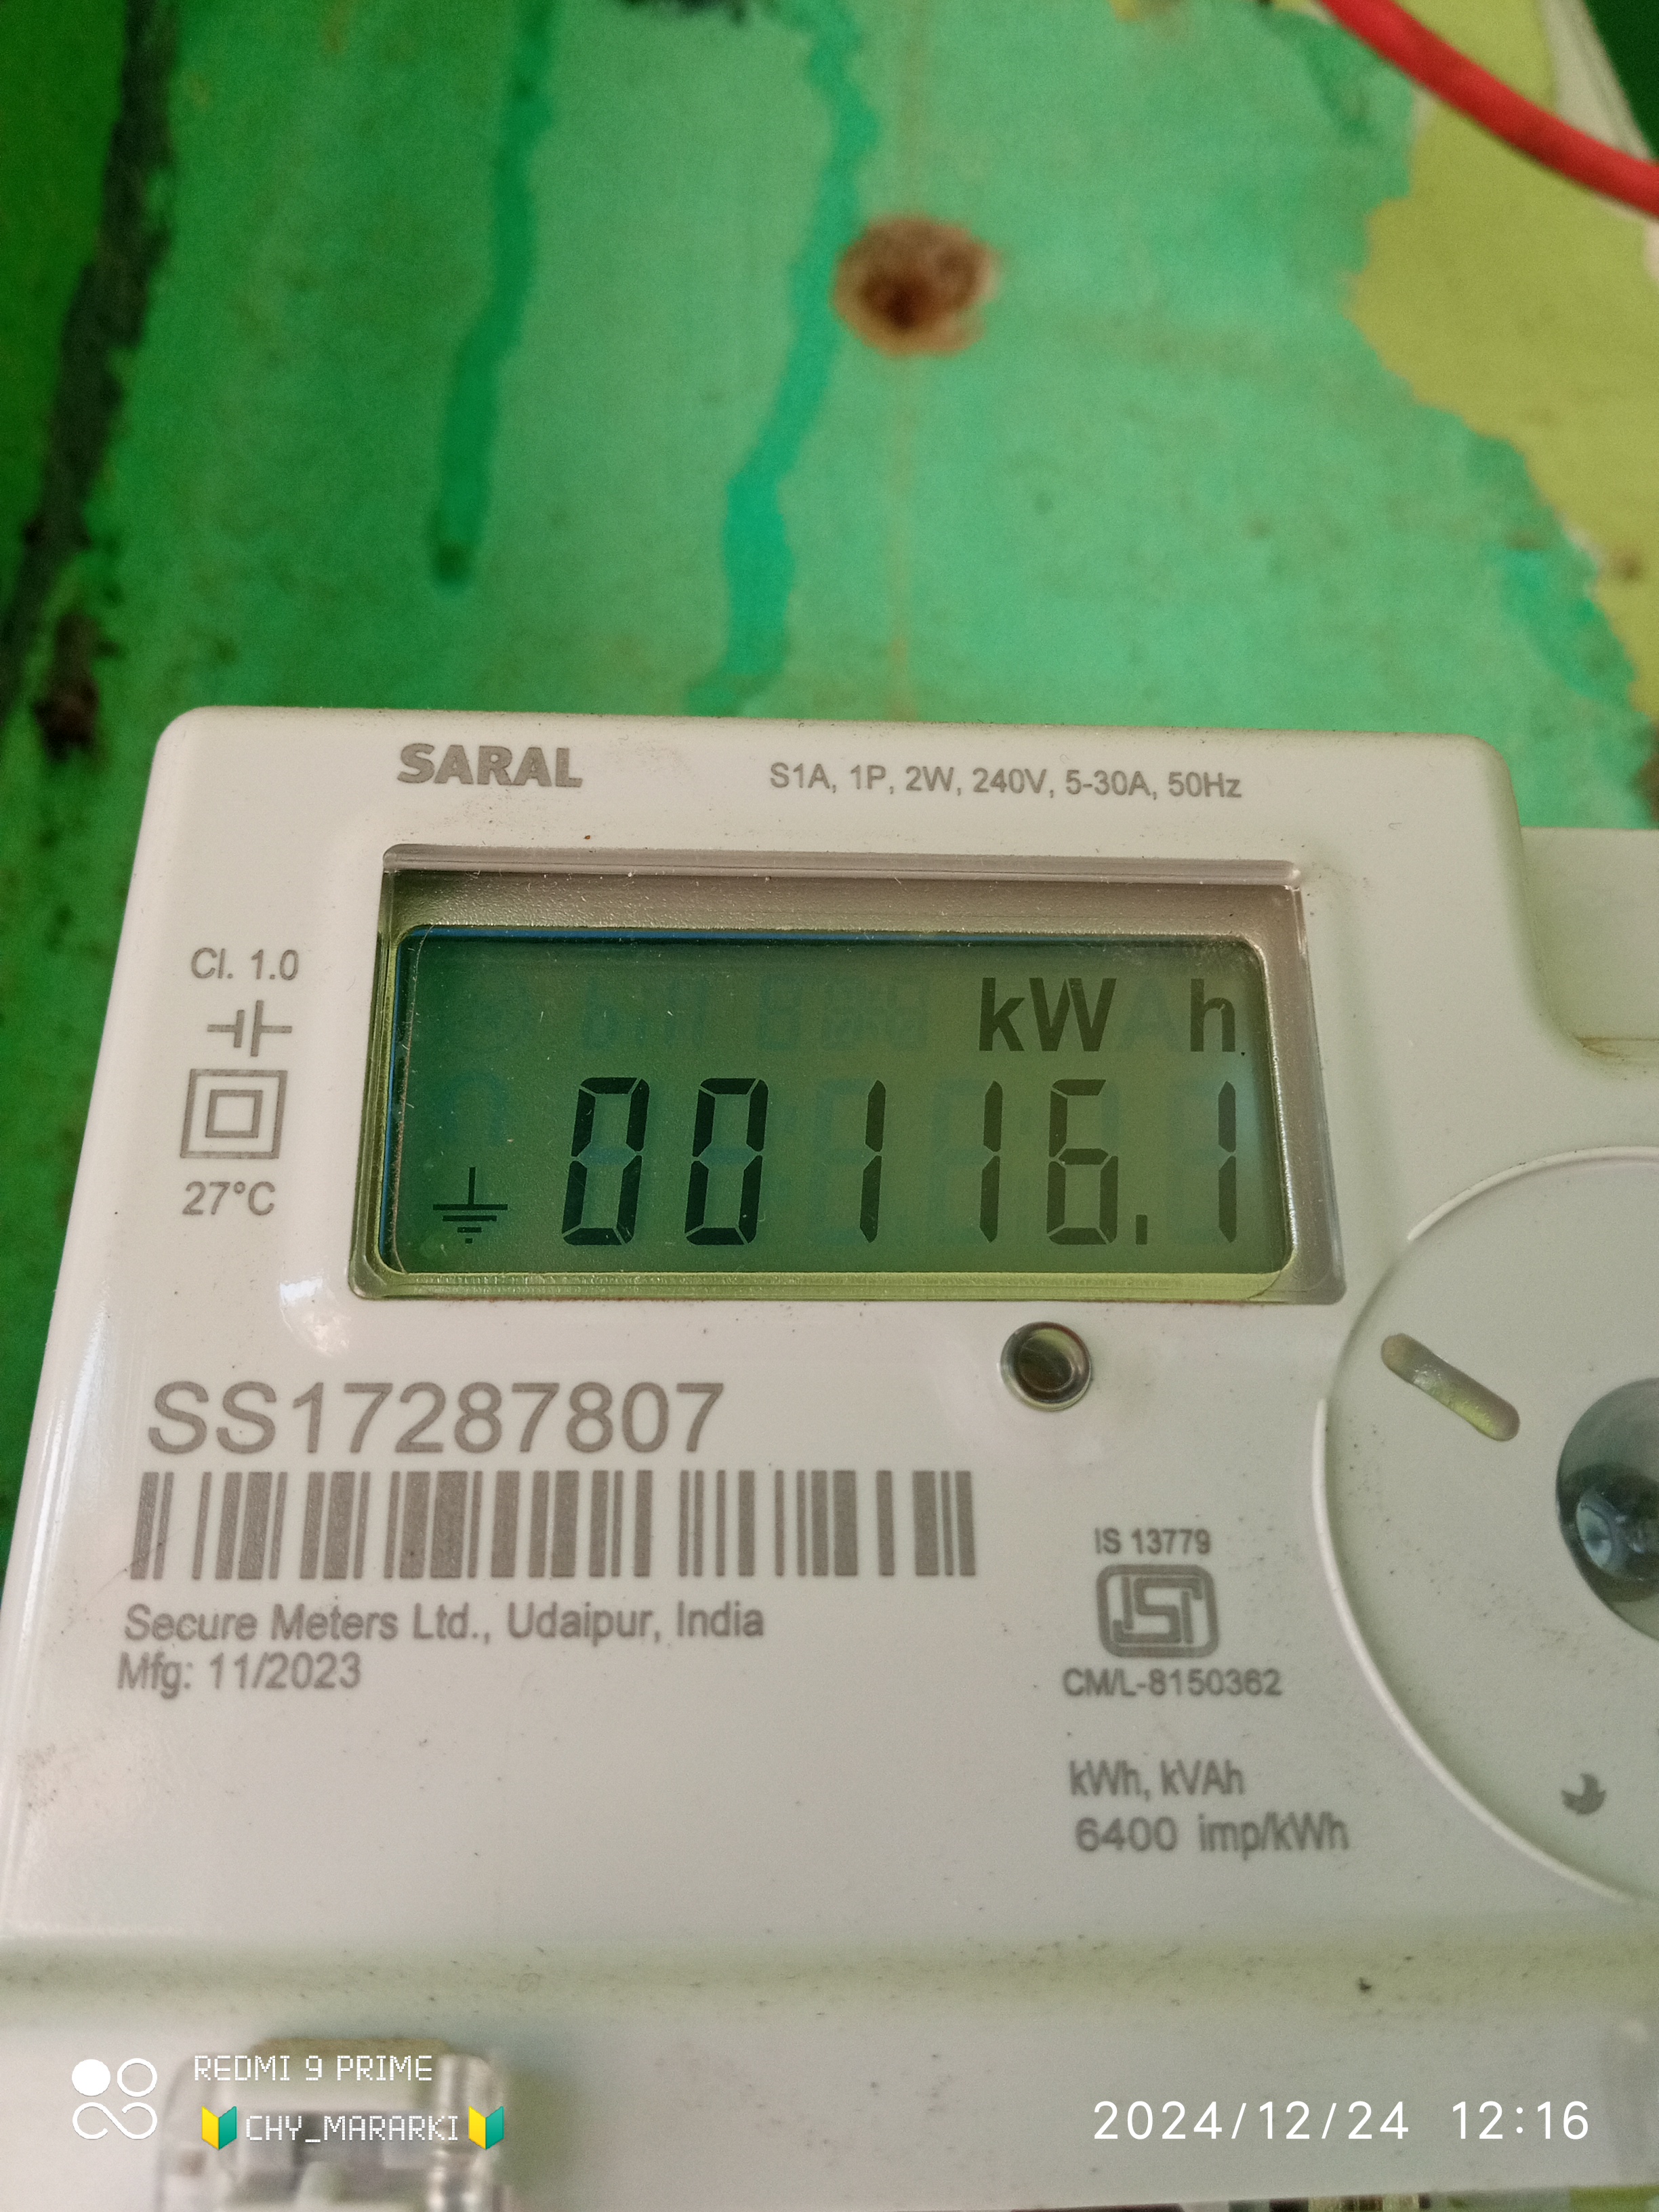 SARAL
S1A, 1P, 2W, 240V, 5-30A, 50Hz
Cl. 1.0
27°C
kW h
00116.1
SS17287807
Secure Meters Ltd., Udaipur, India
Mfg: 11/2023
IS 13779
ISI
CM/L-8150362
kWh, kVAh
6400 imp/kWh
REDMI 9 PRIME
🔰CHY_MARARKI🔰
2024/12/24 12:16